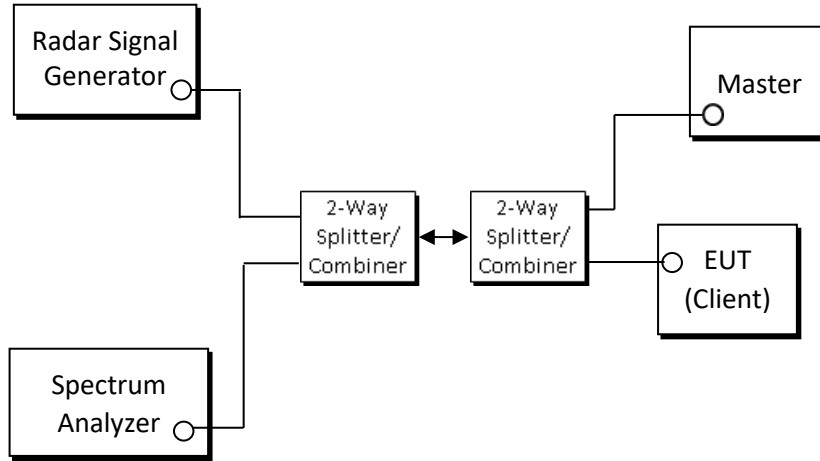 Radar Signal
Generator
Master
2-Way
Splitter/
Combiner
2-Way
Splitter/
Combiner
EUT
(Client)
Spectrum
Analyzer